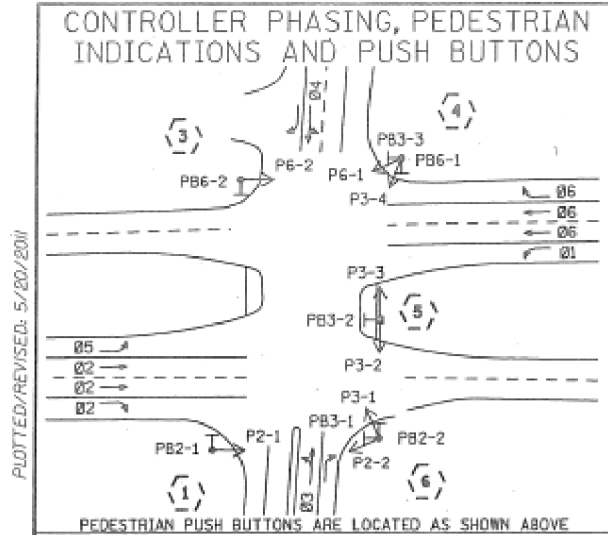 CONTROLLER PHASING, PEDESTRIAN
INDICATIONS AND PUSH BUTTONS
Ø4
3
4
PB3-3
P6-2
P6-1
PB6-1
PB6-2
P3-4
Ø6
Ø6
Ø6
Ø1
P3-3
PB3-2
5
P3-2
Ø5
Ø2
Ø2
Ø2
P3-1
PB3-1
PB2-1
P2-1
PB2-2
P2-2
Ø3
1
6
PEDESTRIAN PUSH BUTTONS ARE LOCATED AS SHOWN ABOVE
PLOTTED/REVISED: 5/20/2011